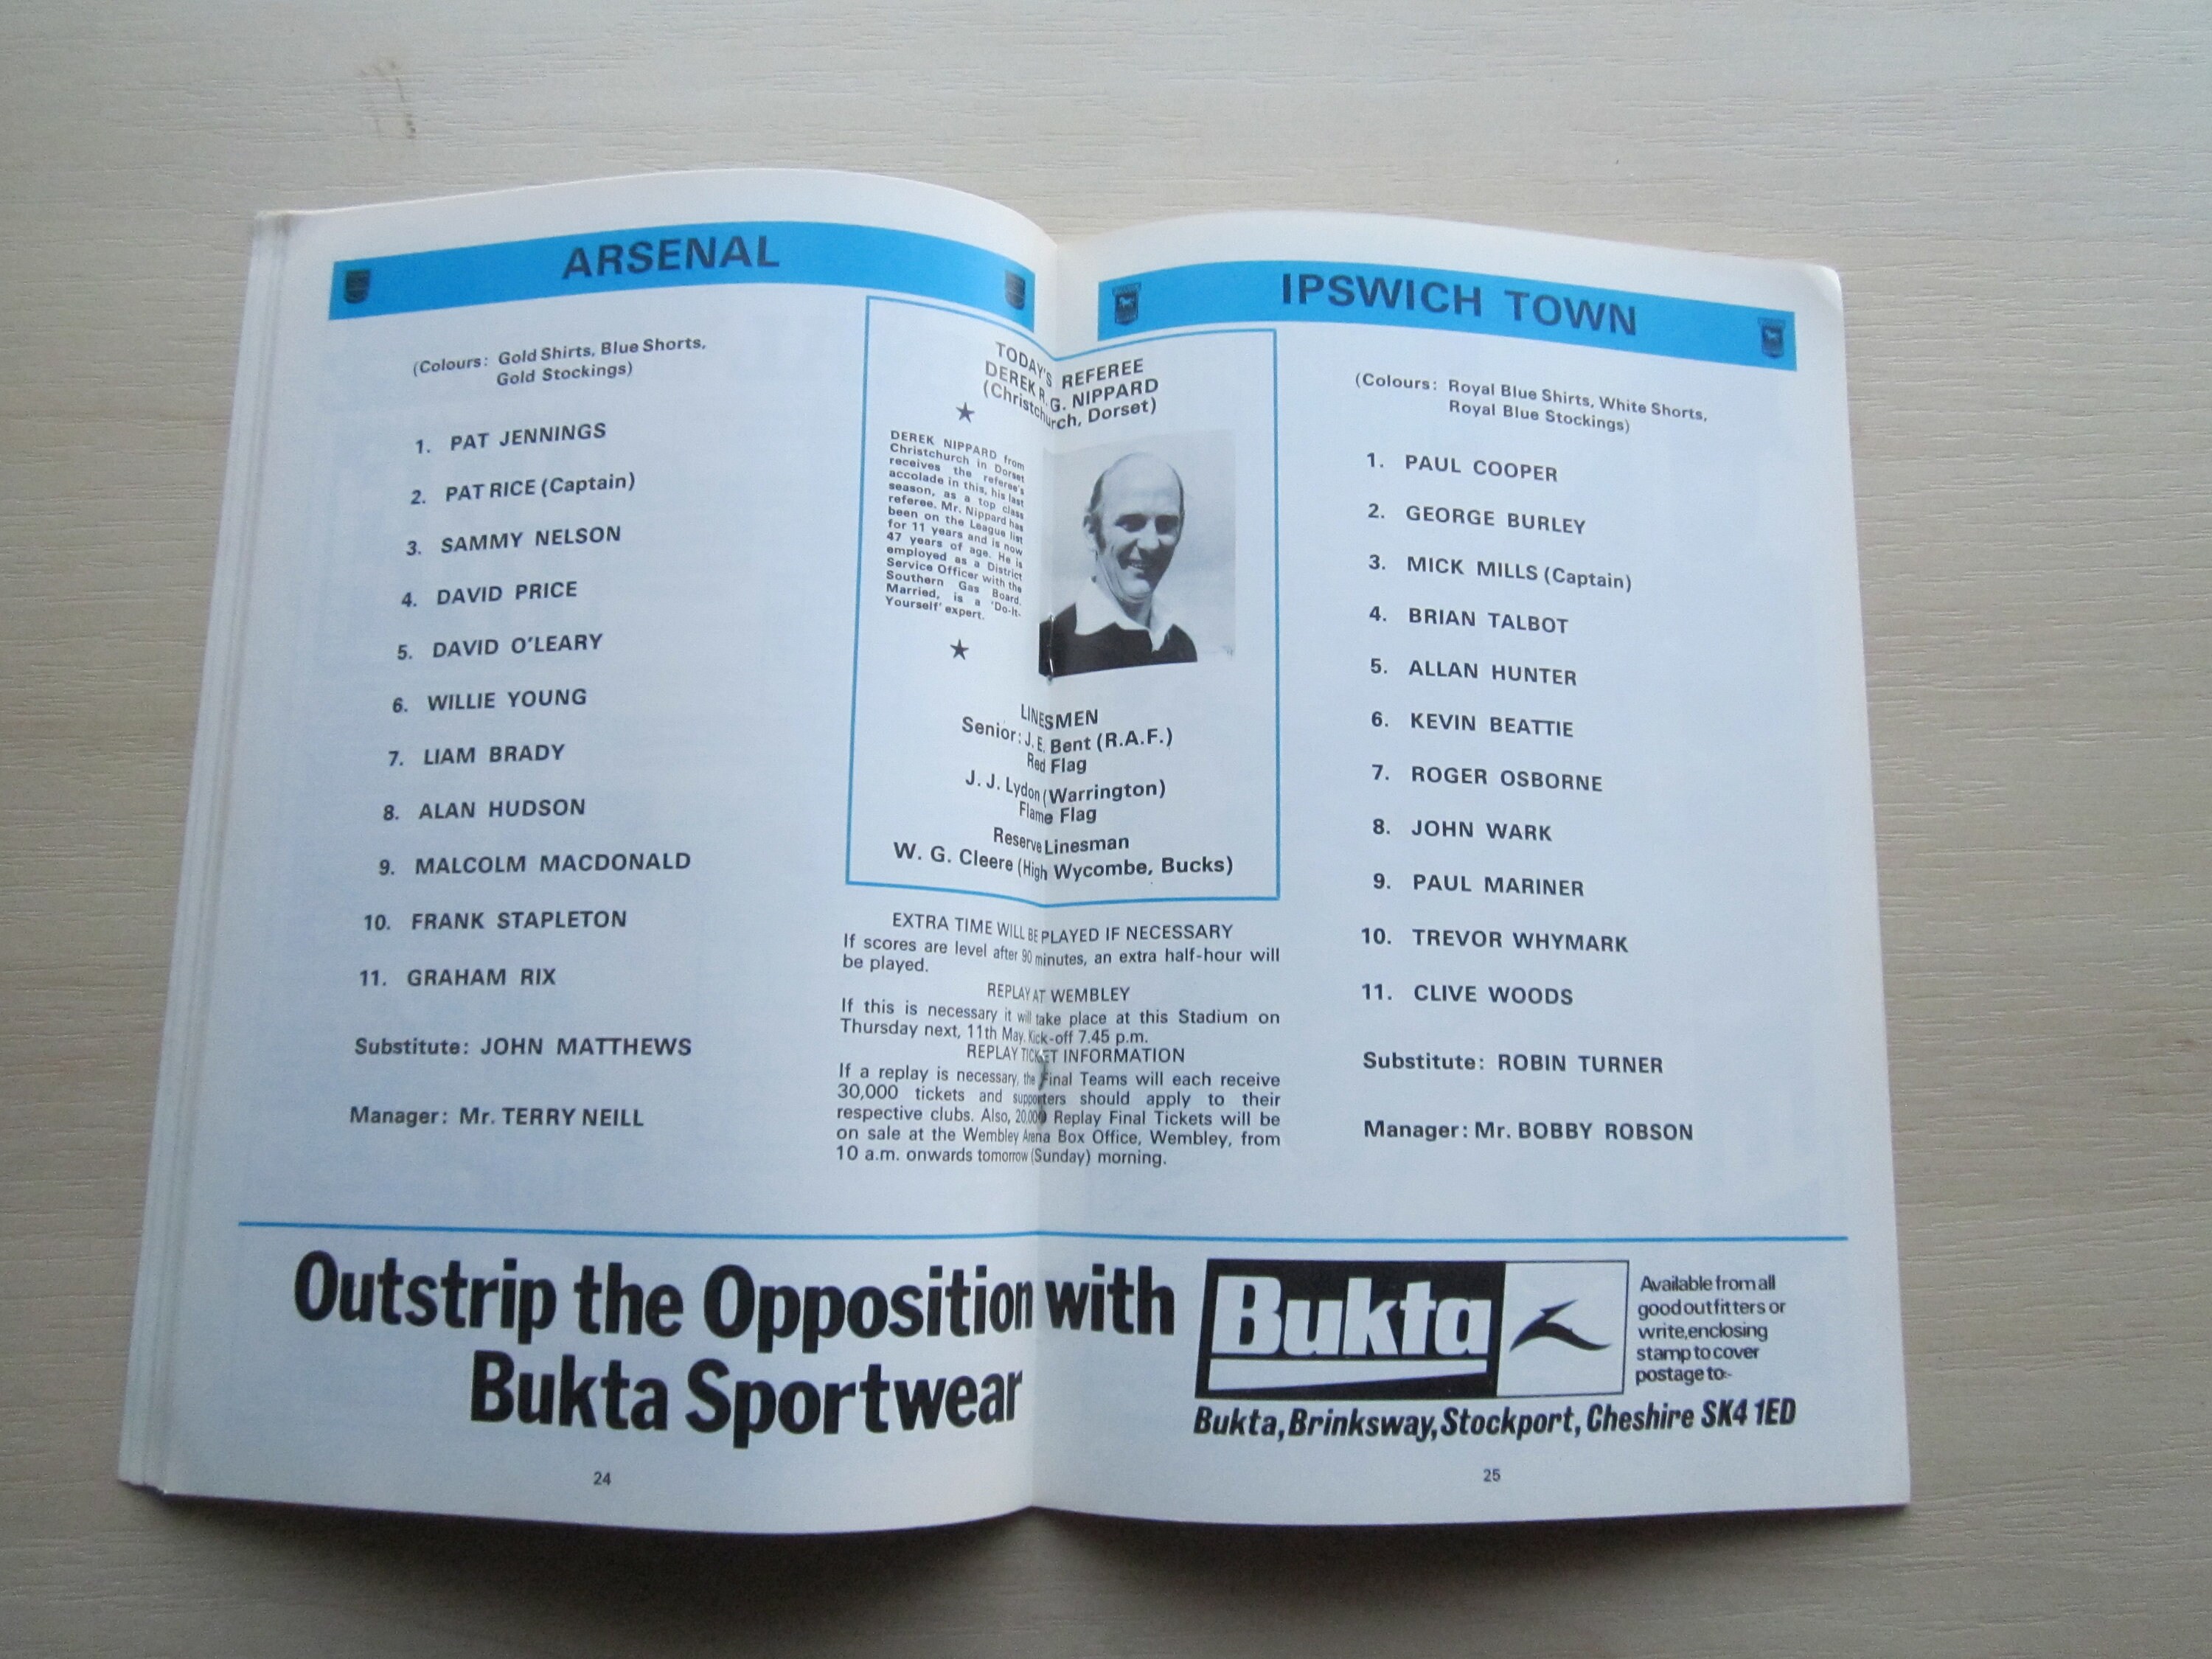 ARSENAL
(Colours: Gold Shirts, Blue Shorts,
Gold Stockings)
1. PAT JENNINGS
2. PAT RICE (Captain)
3. SAMMY NELSON
4. DAVID PRICE
5. DAVID O'LEARY
6. WILLIE YOUNG
7. LIAM BRADY
8. ALAN HUDSON
9. MALCOLM MACDONALD
10. FRANK STAPLETON
11. GRAHAM RIX
Substitute: JOHN MATTHEWS
Manager: Mr. TERRY NEILL
TODAY'S REFEREE
DEREK R. G. NIPPARD
(Christchurch, Dorset)
★
DEREK NIPPARD from
Christchurch in Dorset
receives the referee's
accolade in this, his last
season, as a top class
referee. Mr. Nippard has
been on the League list
for 11 years and is now
47 years of age. He is
employed as a District
Service Officer with the
Southern Gas Board.
Married, is a 'Do-It-
Yourself' expert.
★
LINESMEN
Senior: J. E. Bent (R.A.F.)
Red Flag
J. J. Lydon (Warrington)
Flame Flag
Reserve Linesman
W. G. Cleere (High Wycombe, Bucks)
EXTRA TIME WILL BE PLAYED IF NECESSARY
If scores are level after 90 minutes, an extra half-hour will
be played.
REPLAY AT WEMBLEY
If this is necessary it will take place at this Stadium on
Thursday next, 11th May. Kick-off 7.45 p.m.
REPLAY TICKET INFORMATION
If a replay is necessary, the Final Teams will each receive
30,000 tickets and supporters should apply to their
respective clubs. Also, 20,000 Replay Final Tickets will be
on sale at the Wembley Arena Box Office, Wembley, from
10 a.m. onwards tomorrow (Sunday) morning.
IPSWICH TOWN
(Colours: Royal Blue Shirts, White Shorts,
Royal Blue Stockings)
1. PAUL COOPER
2. GEORGE BURLEY
3. MICK MILLS (Captain)
4. BRIAN TALBOT
5. ALLAN HUNTER
6. KEVIN BEATTIE
7. ROGER OSBORNE
8. JOHN WARK
9. PAUL MARINER
10. TREVOR WHYMARK
11. CLIVE WOODS
Substitute: ROBIN TURNER
Manager: Mr. BOBBY ROBSON
Outstrip the Opposition with
Bukta Sportwear
Bukta
Available from all
good outfitters or
write, enclosing
stamp to cover
postage to:-
Bukta, Brinksway, Stockport, Cheshire SK4 1ED
24
25